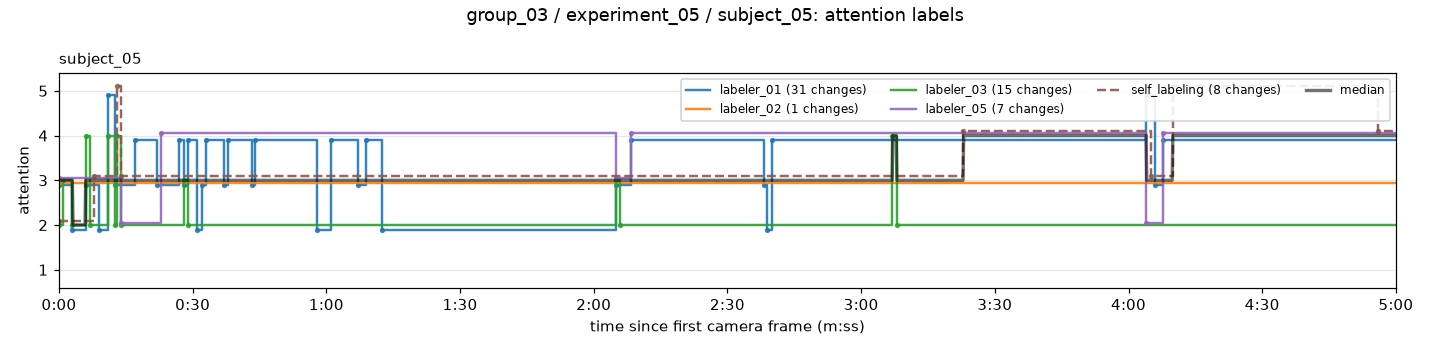 group_03 / experiment_05 / subject_05: attention labels
subject_05
labeler_01 (31 changes)
labeler_02 (1 changes)
labeler_03 (15 changes)
labeler_05 (7 changes)
self_labeling (8 changes)
median
attention
5
4
3
2
1
0:00 0:30 1:00 1:30 2:00 2:30 3:00 3:30 4:00 4:30 5:00
time since first camera frame (m:ss)